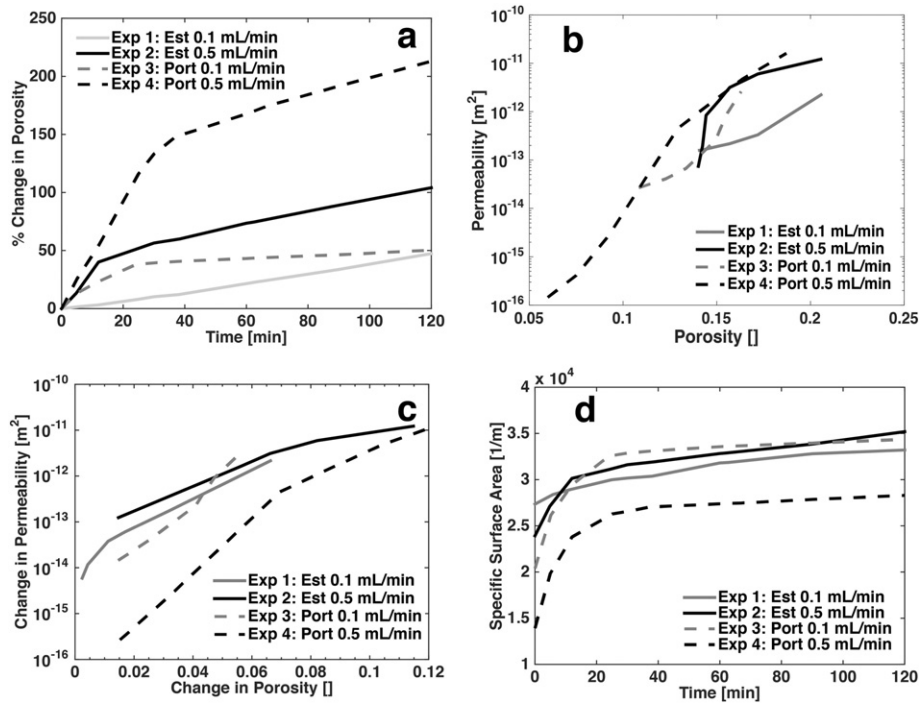 a
% Change in Porosity
250
200
150
100
50
0
Exp 1: Est 0.1 mL/min
Exp 2: Est 0.5 mL/min
Exp 3: Port 0.1 mL/min
Exp 4: Port 0.5 mL/min
0 20 40 60 80 100 120
Time [min]
b
Permeability [m²]
10⁻¹¹
10⁻¹²
10⁻¹³
10⁻¹⁴
10⁻¹⁵
10⁻¹⁶
Exp 1: Est 0.1 mL/min
Exp 2: Est 0.5 mL/min
Exp 3: Port 0.1 mL/min
Exp 4: Port 0.5 mL/min
0.05 0.1 0.15 0.2 0.25
Porosity []
c
Change in Permeability [m²]
10⁻¹⁰
10⁻¹¹
10⁻¹²
10⁻¹³
10⁻¹⁴
10⁻¹⁵
10⁻¹⁶
Exp 1: Est 0.1 mL/min
Exp 2: Est 0.5 mL/min
Exp 3: Port 0.1 mL/min
Exp 4: Port 0.5 mL/min
0 0.02 0.04 0.06 0.08 0.1 0.12
Change in Porosity []
d
x 10⁴
Specific Surface Area [1/m]
4
3.5
3
2.5
2
1.5
1
Exp 1: Est 0.1 mL/min
Exp 2: Est 0.5 mL/min
Exp 3: Port 0.1 mL/min
Exp 4: Port 0.5 mL/min
0 20 40 60 80 100 120
Time [min]